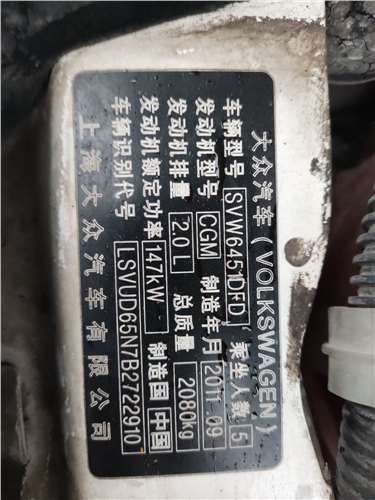 大众汽车(VOLKSWAGEN)
车辆型号 SVW6451DFD 乘坐人数 5
发动机型号 CGM 制造年月 2011.09
发动机排量 2.0L 总质量 2080kg
发动机额定功率 147KW 制造国 中国
车辆识别代号 LSYUD65N7B2722910
上海大众汽车有限公司